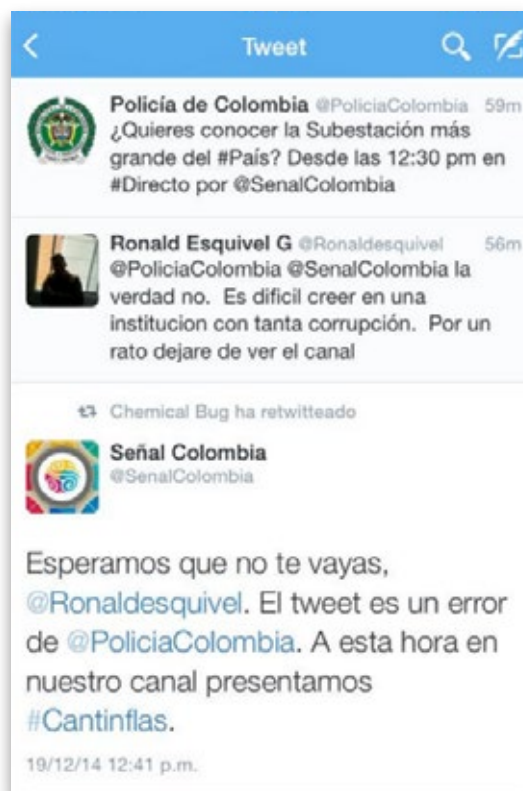 Tweet
Policía de Colombia @PoliciaColombia 59m
¿Quieres conocer la Subestación más
grande del #País? Desde las 12:30 pm en
#Directo por @SenalColombia
Ronald Esquivel G @Ronaldesquivel 56m
@PoliciaColombia @SenalColombia la
verdad no. Es dificil creer en una
institucion con tanta corrupción. Por un
rato dejare de ver el canal
Chemical Bug ha retwitteado
Señal Colombia
@SenalColombia
Esperamos que no te vayas,
@Ronaldesquivel. El tweet es un error
de @PoliciaColombia. A esta hora en
nuestro canal presentamos
#Cantinflas.
19/12/14 12:41 p.m.